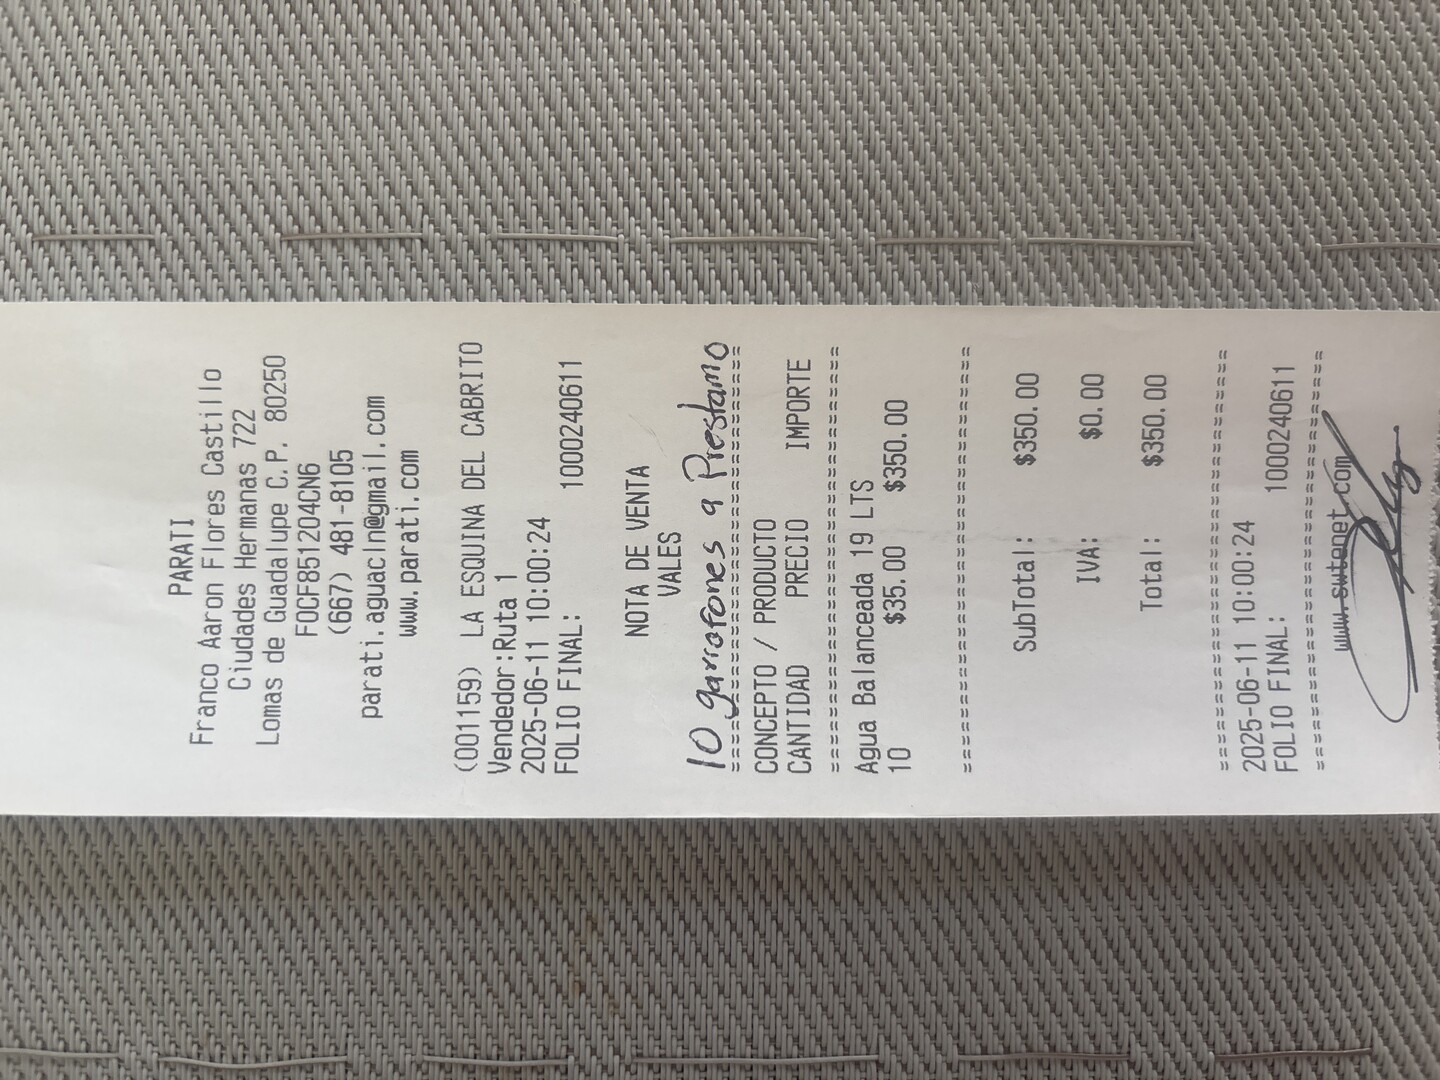 PARATI
Franco Aaron Flores Castillo
Ciudades Hermanas 722
Lomas de Guadalupe C.P. 80250
FOCF851204CN6
(667) 481-8105
parati.aguacln@gmail.com
www.parati.com
(001159) LA ESQUINA DEL CABRITO
Vendedor:Ruta 1
2025-06-11 10:00:24
FOLIO FINAL: 1000240611
NOTA DE VENTA
VALES
10 garrafones a Prestamo
==============================
CONCEPTO / PRODUCTO
CANTIDAD PRECIO IMPORTE
==============================
Agua Balanceada 19 LTS
10 $35.00 $350.00
==============================
SubTotal: $350.00
IVA: $0.00
Total: $350.00
==============================
2025-06-11 10:00:24
FOLIO FINAL: 1000240611
==============================
www.swtenet.com